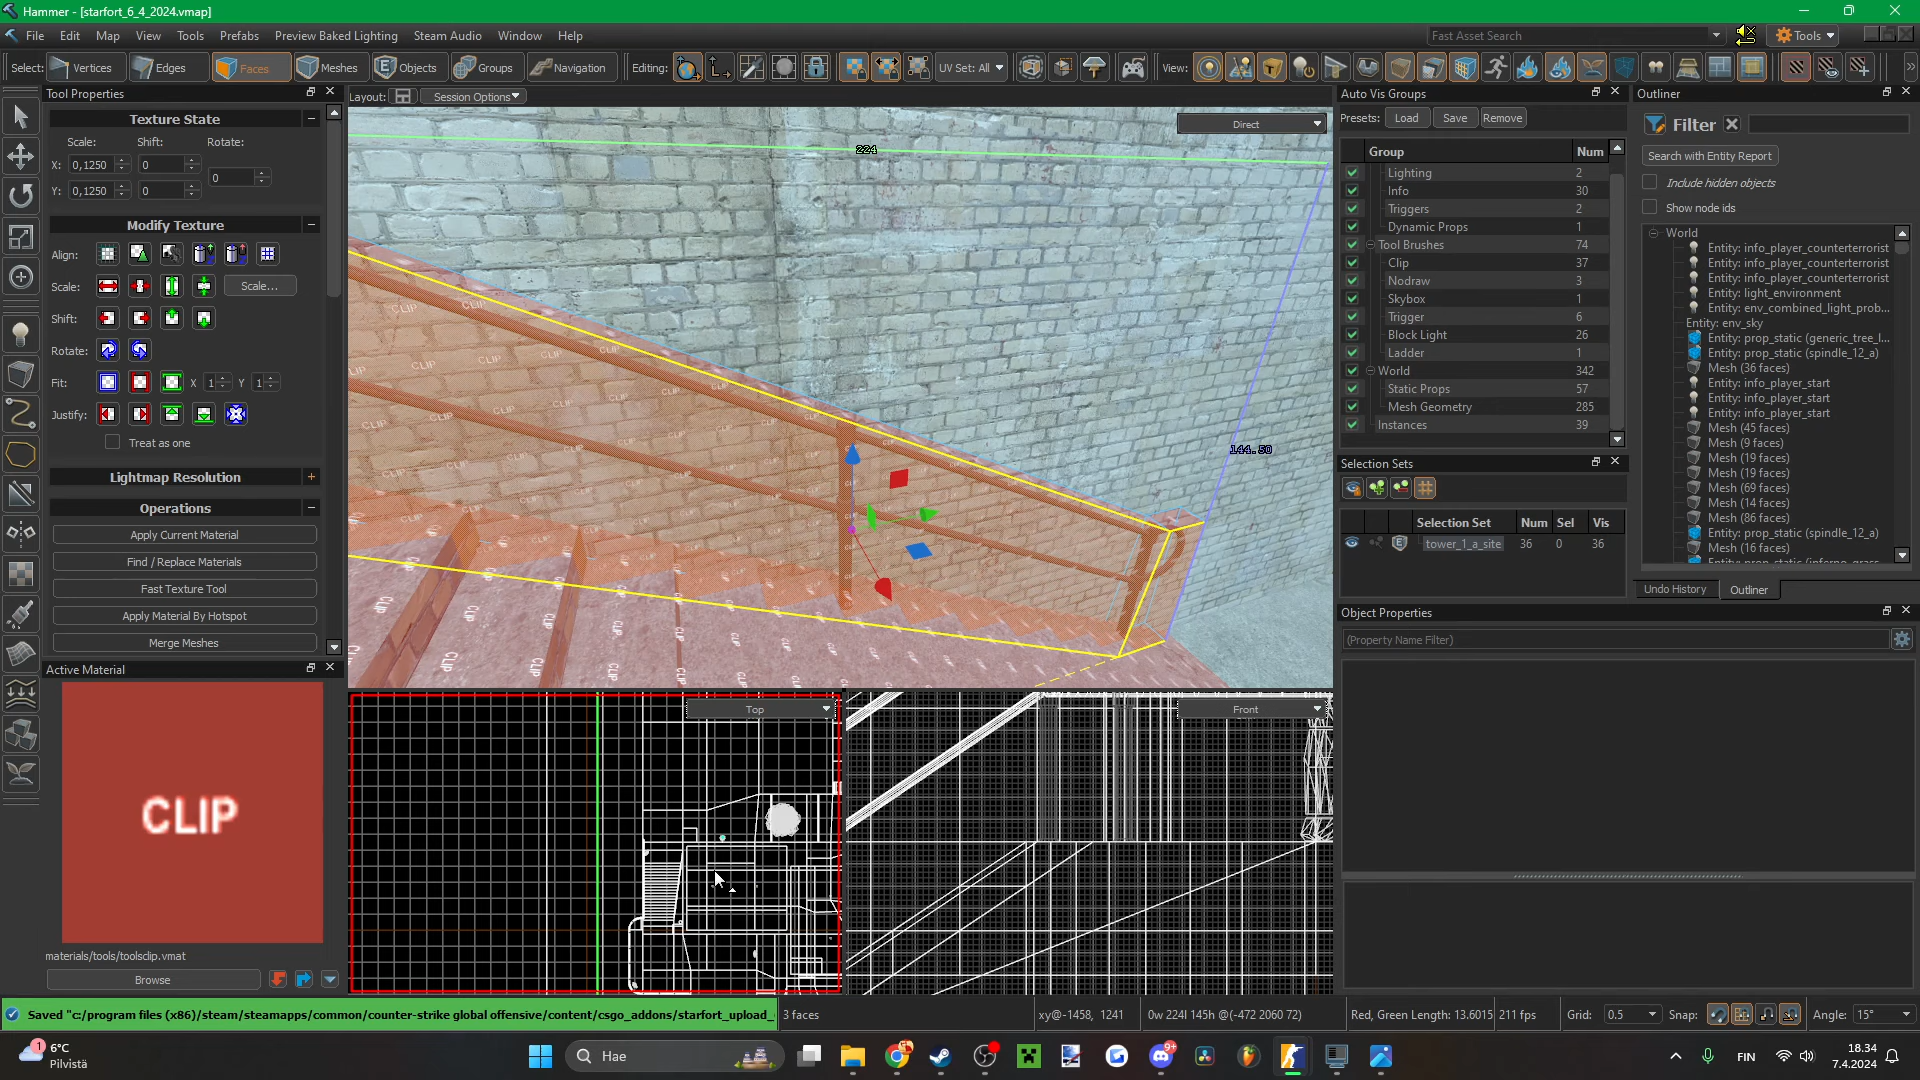 Hammer - [starfort_6_4_2024.vmap]
File Edit Map View Tools Prefabs Preview Baked Lighting Steam Audio Window Help
Fast Asset Search
Tools
Select: Vertices Edges Faces Meshes Objects Groups Navigation Editing: UV Set: All View:
Tool Properties
Texture State
Scale: Shift: Rotate:
X: 0,1250 0 0
Y: 0,1250 0
Modify Texture
Align:
Scale: Scale...
Shift:
Rotate:
Fit: X 1 Y 1
Justify:
Treat as one
Lightmap Resolution
Operations
Apply Current Material
Find / Replace Materials
Fast Texture Tool
Apply Material By Hotspot
Merge Meshes
Active Material
CLIP
materials/tools/toolsclip.vmat
Browse
Layout: Session Options
Direct
224
144.50
Top
Front
Auto Vis Groups
Presets: Load Save Remove
Group Num
Lighting 2
Info 30
Triggers 2
Dynamic Props 1
Tool Brushes 74
Clip 37
Nodraw 3
Skybox 1
Trigger 6
Block Light 26
Ladder 1
World 342
Static Props 57
Mesh Geometry 285
Instances 39
Selection Sets
Selection Set Num Sel Vis
tower_1_a_site 36 0 36
Outliner
Filter
Search with Entity Report
Include hidden objects
Show node ids
World
Entity: info_player_counterterrorist
Entity: info_player_counterterrorist
Entity: info_player_counterterrorist
Entity: light_environment
Entity: env_combined_light_prob...
Entity: env_sky
Entity: prop_static (generic_tree_l...
Entity: prop_static (spindle_12_a)
Mesh (36 faces)
Entity: info_player_start
Entity: info_player_start
Entity: info_player_start
Mesh (45 faces)
Mesh (9 faces)
Mesh (19 faces)
Mesh (19 faces)
Mesh (69 faces)
Mesh (14 faces)
Mesh (86 faces)
Entity: prop_static (spindle_12_a)
Mesh (16 faces)
Entity: prop_static (inferno_grass
Undo History Outliner
Object Properties
(Property Name Filter)
Saved "c:/program files (x86)/steam/steamapps/common/counter-strike global offensive/content/csgo_addons/starfort_upload_
3 faces
xy@-1458, 1241
0w 224l 145h @(-472 2060 72)
Red, Green Length: 13.6015
211 fps
Grid: 0.5
Snap:
Angle: 15°
1
6°C
Pilvistä
Hae
9+
FIN
18.34
7.4.2024